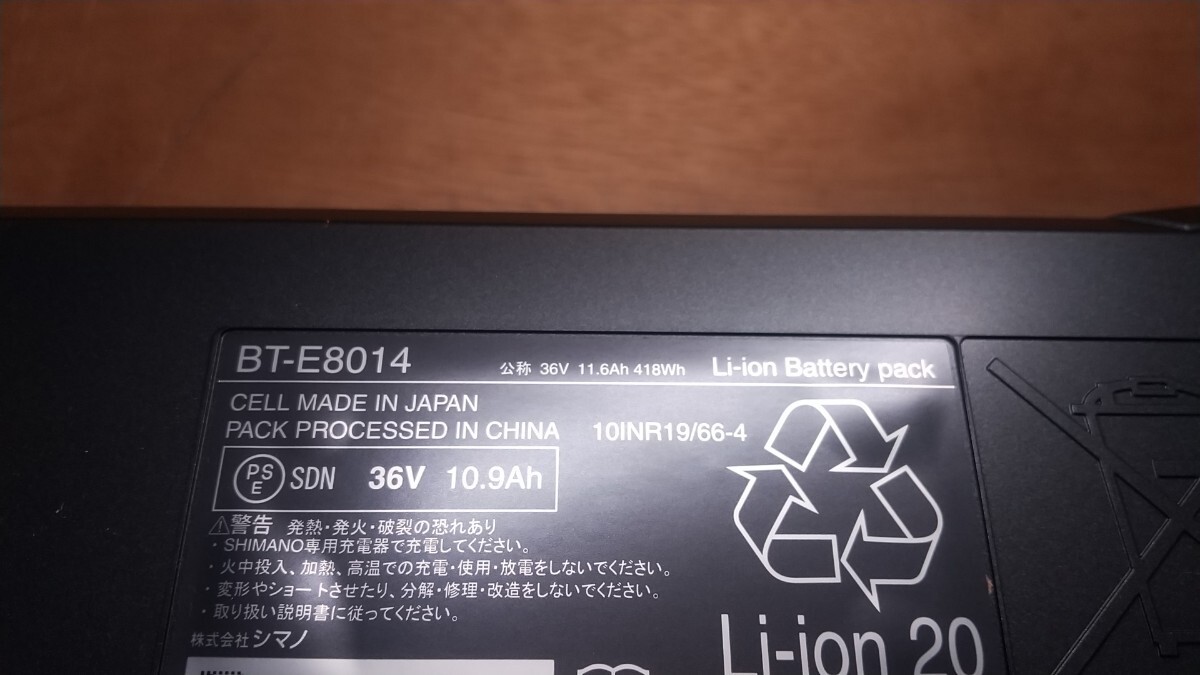 BT-E8014 公称 36V 11.6Ah 418Wh Li-ion Battery pack
CELL MADE IN JAPAN
PACK PROCESSED IN CHINA 10INR19/66-4
PSE SDN 36V 10.9Ah
⚠警告 発熱・発火・破裂の恐れあり
・SHIMANO専用充電器で充電してください。
・火中投入、加熱、高温での充電・使用・放電をしないでください。
・変形やショートさせたり、分解・修理・改造をしないでください。
・取り扱い説明書に従ってください。
株式会社シマノ
Li-ion 20